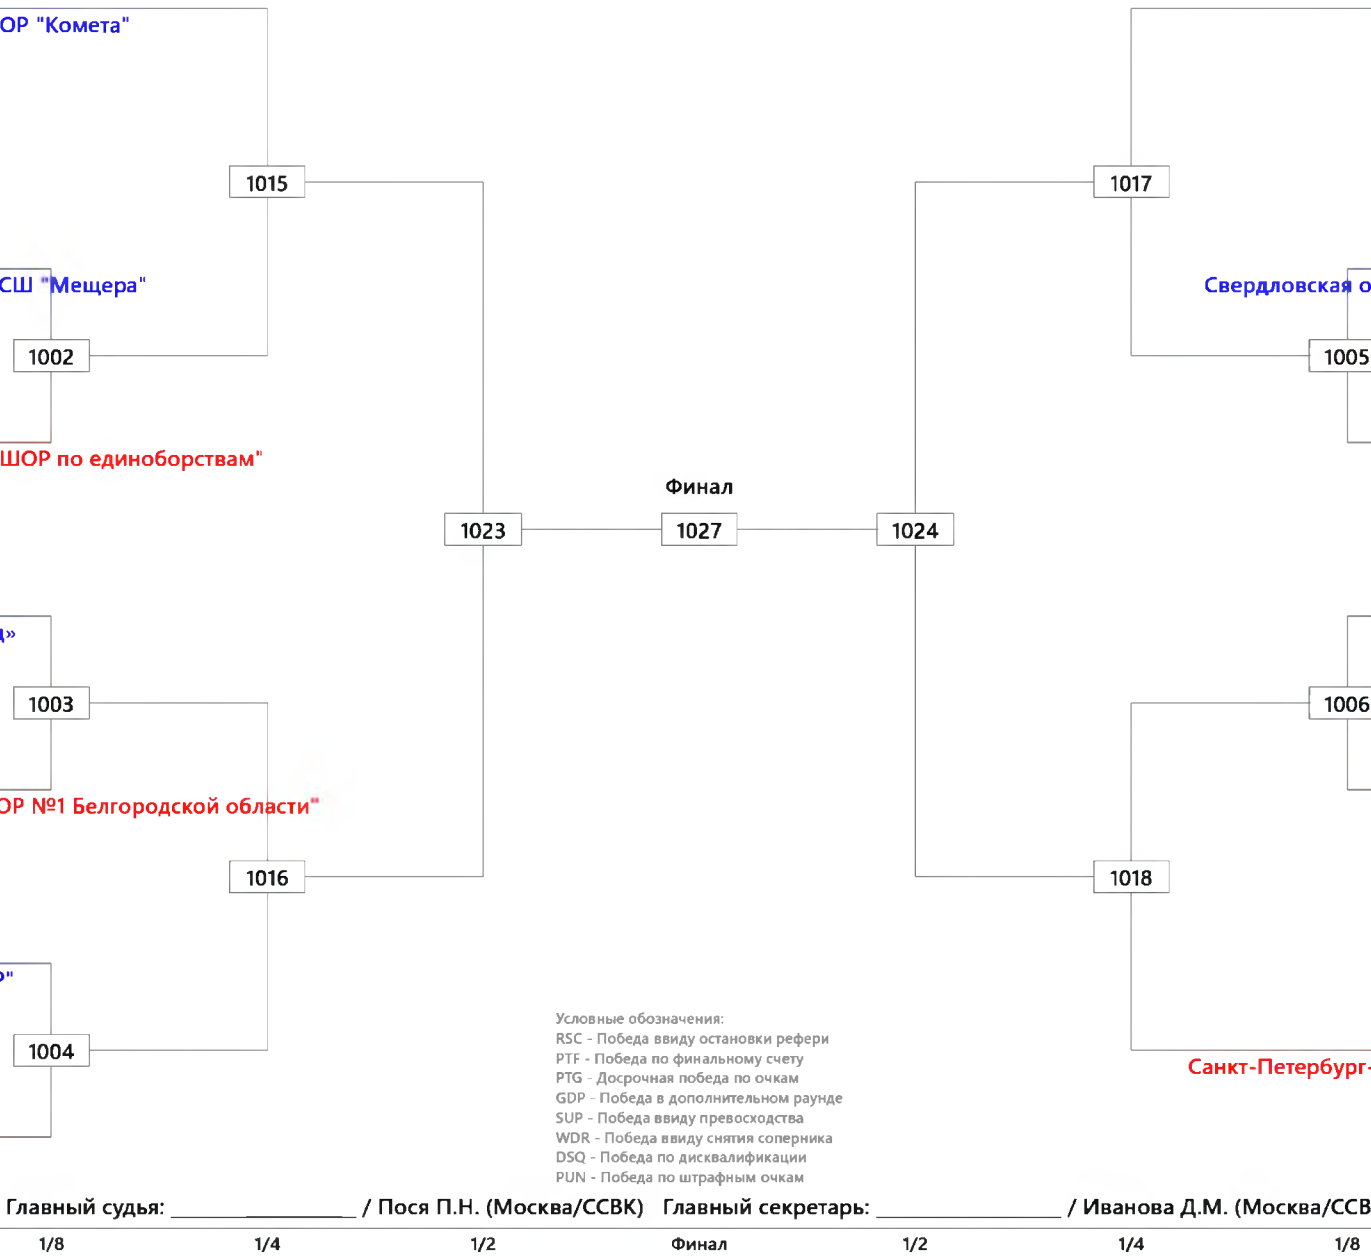 ОР "Комета"
1015
1017
СШ "Мещера"
Свердловская о
1002
1005
ШОР по единоборствам"
Финал
1023
1027
1024
д»
1003
1006
ОР №1 Белгородской области"
1016
1018
Р"
1004
Условные обозначения:
RSC - Победа ввиду остановки рефери
PTF - Победа по финальному счету
PTG - Досрочная победа по очкам
GDP - Победа в дополнительном раунде
SUP - Победа ввиду превосходства
WDR - Победа ввиду снятия соперника
DSQ - Победа по дисквалификации
PUN - Победа по штрафным очкам
Санкт-Петербург-
Главный судья: ________________ / Пося П.Н. (Москва/ССВК) Главный секретарь: ________________ / Иванова Д.М. (Москва/ССВ
1/8 1/4 1/2 Финал 1/2 1/4 1/8